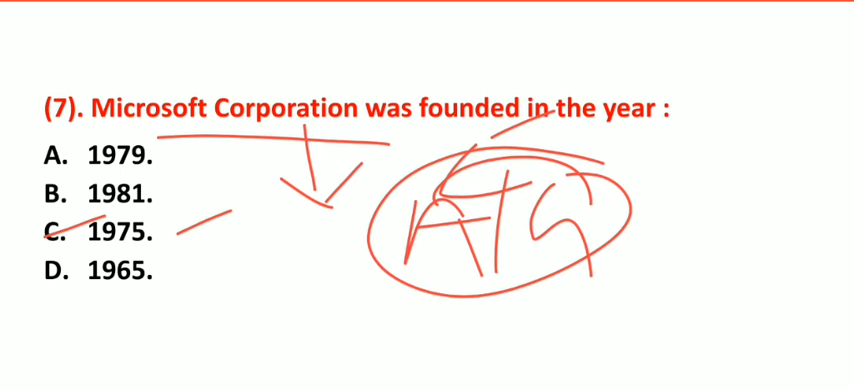 (7). Microsoft Corporation was founded in the year :
A. 1979.
B. 1981.
C. 1975.
D. 1965.